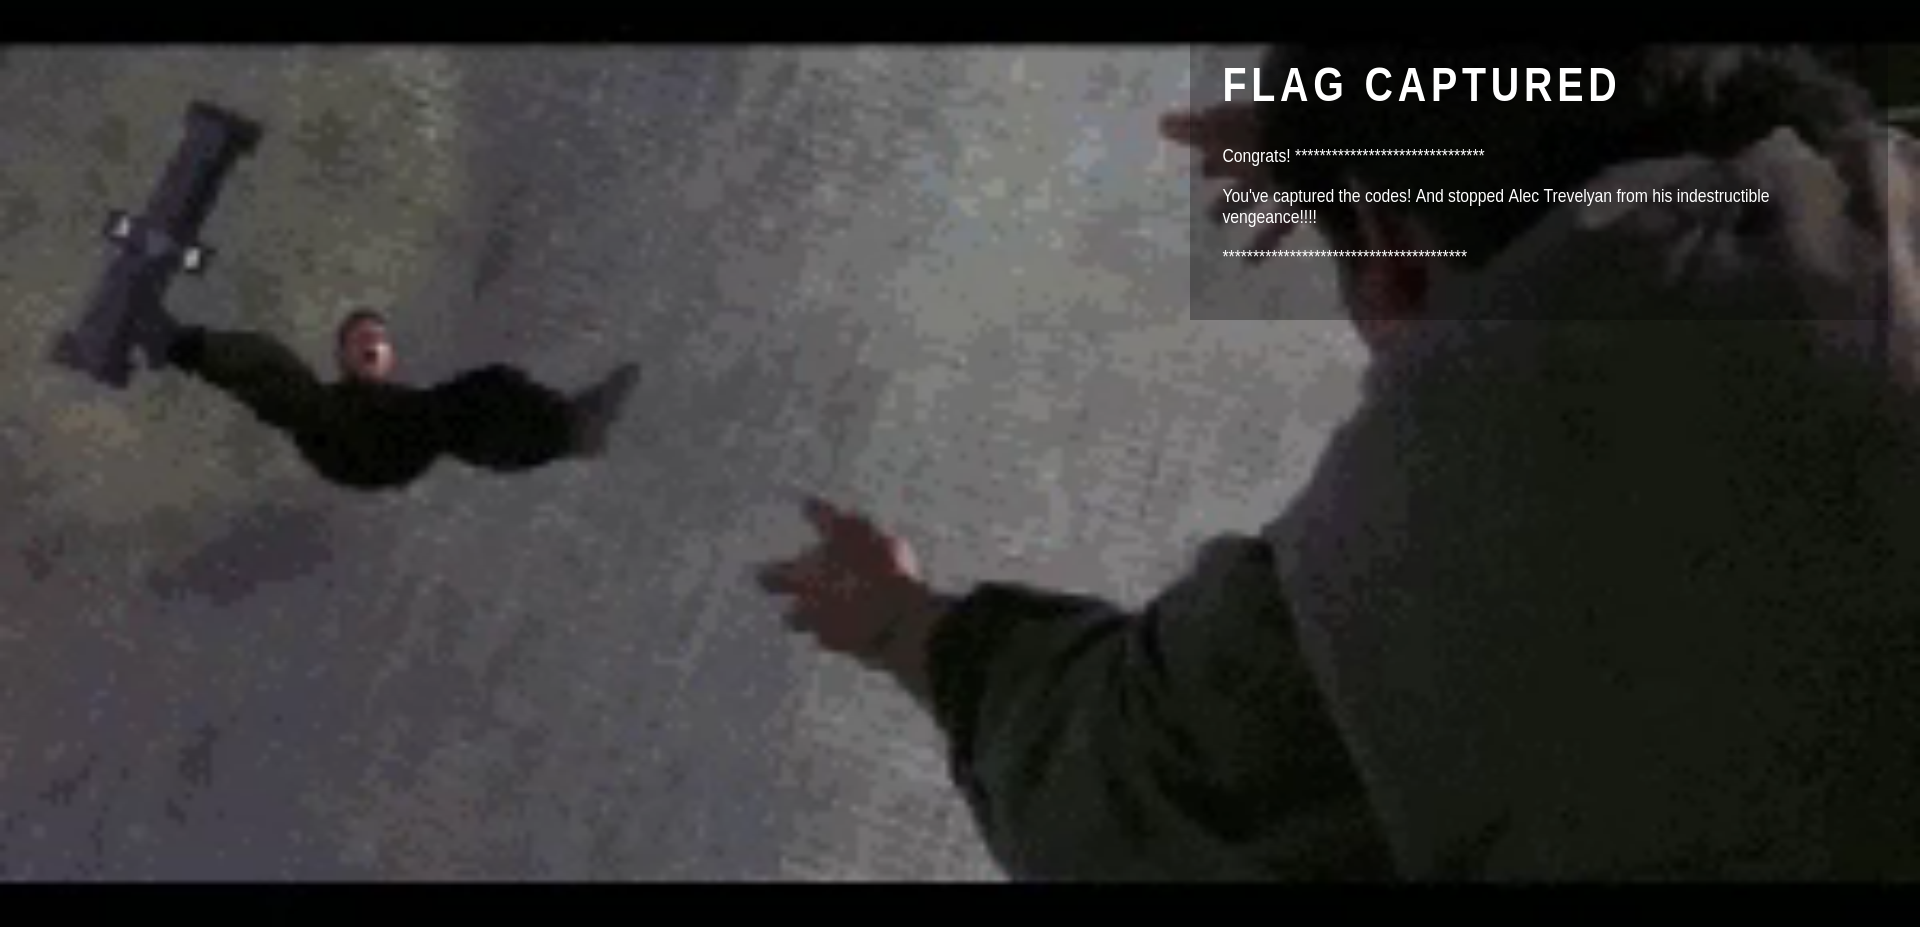 FLAG CAPTURED
Congrats! *******************************
You've captured the codes! And stopped Alec Trevelyan from his indestructible
vengeance!!!!
****************************************